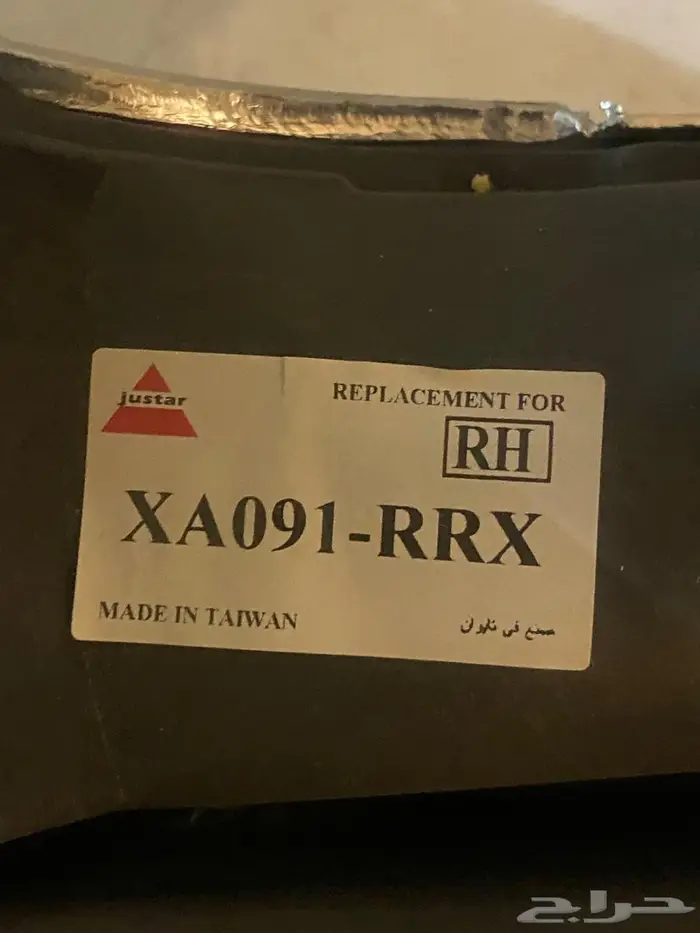 justar
REPLACEMENT FOR
RH
XA091-RRX
MADE IN TAIWAN
صنع في تايوان
حراج